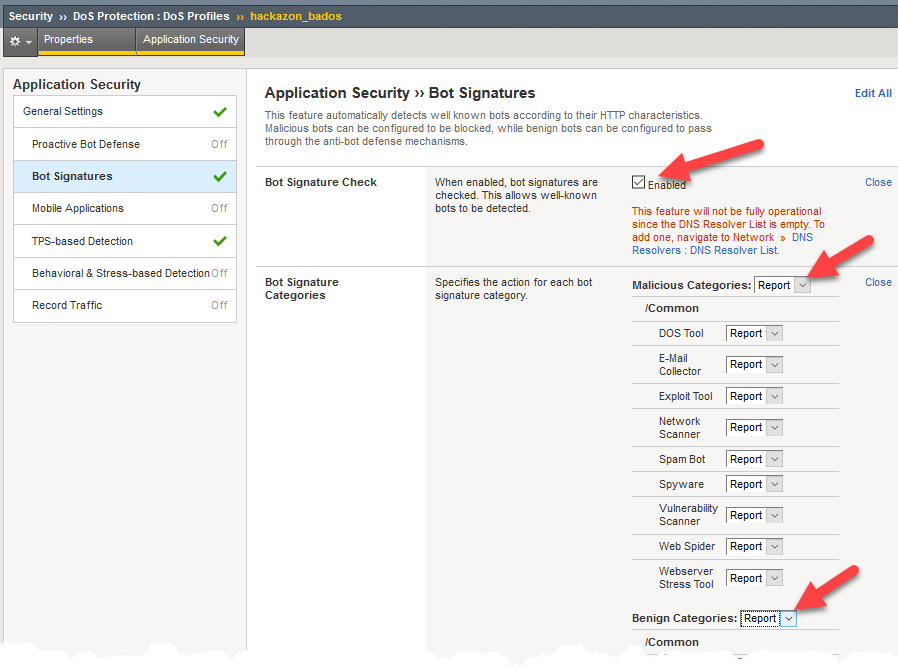 Security ›› DoS Protection : DoS Profiles ›› hackazon_bados
Properties
Application Security
Application Security
General Settings
Proactive Bot Defense Off
Bot Signatures
Mobile Applications Off
TPS-based Detection
Behavioral & Stress-based Detection Off
Record Traffic Off
Application Security ›› Bot Signatures
Edit All
This feature automatically detects well known bots according to their HTTP characteristics.
Malicious bots can be configured to be blocked, while benign bots can be configured to pass
through the anti-bot defense mechanisms.
Bot Signature Check
When enabled, bot signatures are
checked. This allows well-known
bots to be detected.
Enabled
Close
This feature will not be fully operational
since the DNS Resolver List is empty. To
add one, navigate to Network » DNS
Resolvers : DNS Resolver List.
Bot Signature
Categories
Specifies the action for each bot
signature category.
Malicious Categories: Report
Close
/Common
DOS Tool Report
E-Mail
Collector Report
Exploit Tool Report
Network
Scanner Report
Spam Bot Report
Spyware Report
Vulnerability
Scanner Report
Web Spider Report
Webserver
Stress Tool Report
Benign Categories: Report
/Common